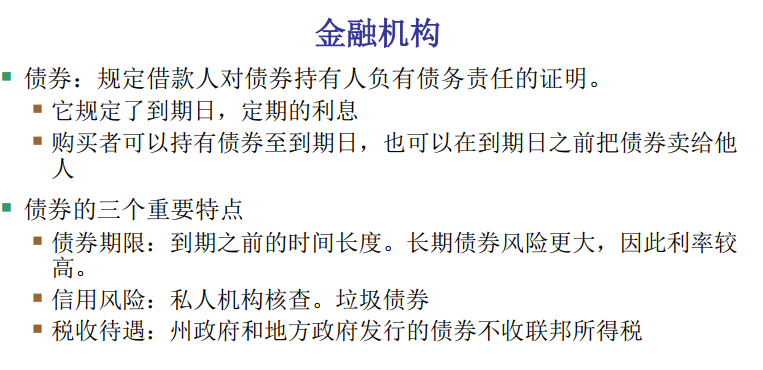 金融机构
债券：规定借款人对债券持有人负有债务责任的证明。
它规定了到期日，定期的利息
购买者可以持有债券至到期日，也可以在到期日之前把债券卖给他
人
债券的三个重要特点
债券期限：到期之前的时间长度。长期债券风险更大，因此利率较
高。
信用风险：私人机构核查。垃圾债券
税收待遇：州政府和地方政府发行的债券不收联邦所得税